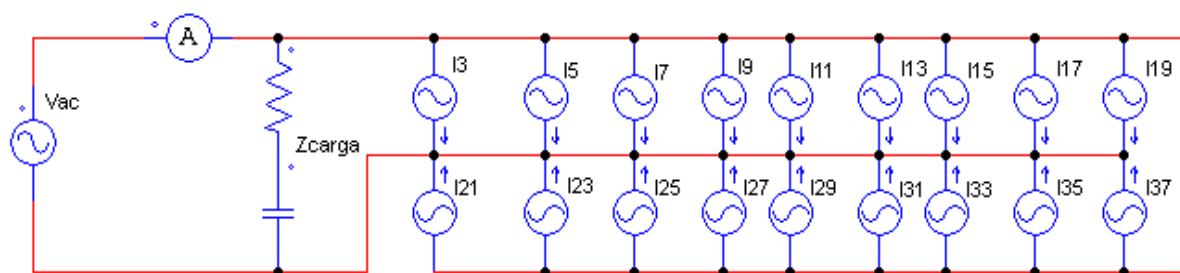 A
I3
I5
I7
I9
I11
I13
I15
I17
I19
Vac
Zcarga
I21
I23
I25
I27
I29
I31
I33
I35
I37